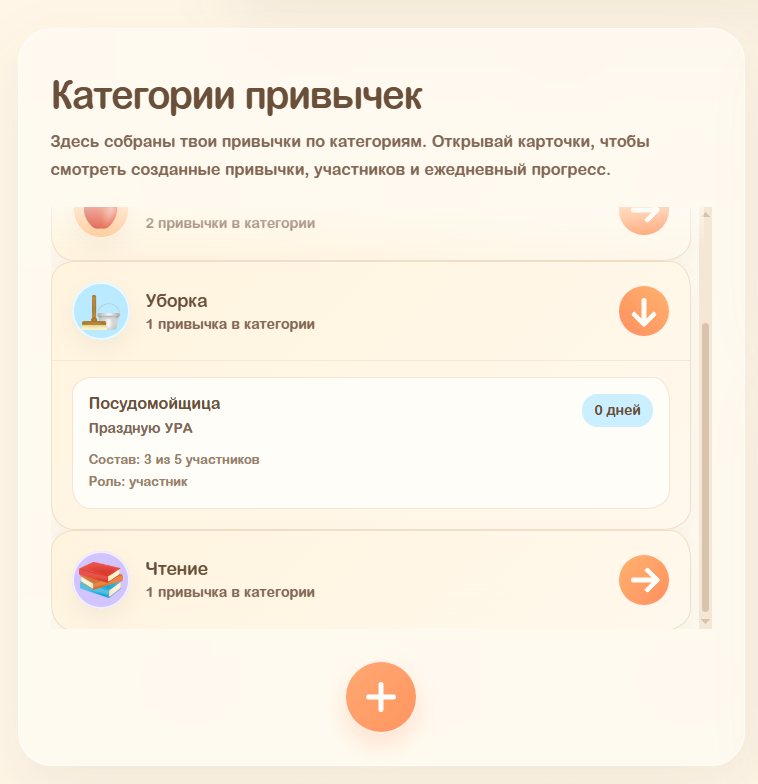 Категории привычек
Здесь собраны твои привычки по категориям. Открывай карточки, чтобы
смотреть созданные привычки, участников и ежедневный прогресс.
2 привычки в категории
Уборка
1 привычка в категории
Посудомойщица
0 дней
Праздную УРА
Состав: 3 из 5 участников
Роль: участник
Чтение
1 привычка в категории